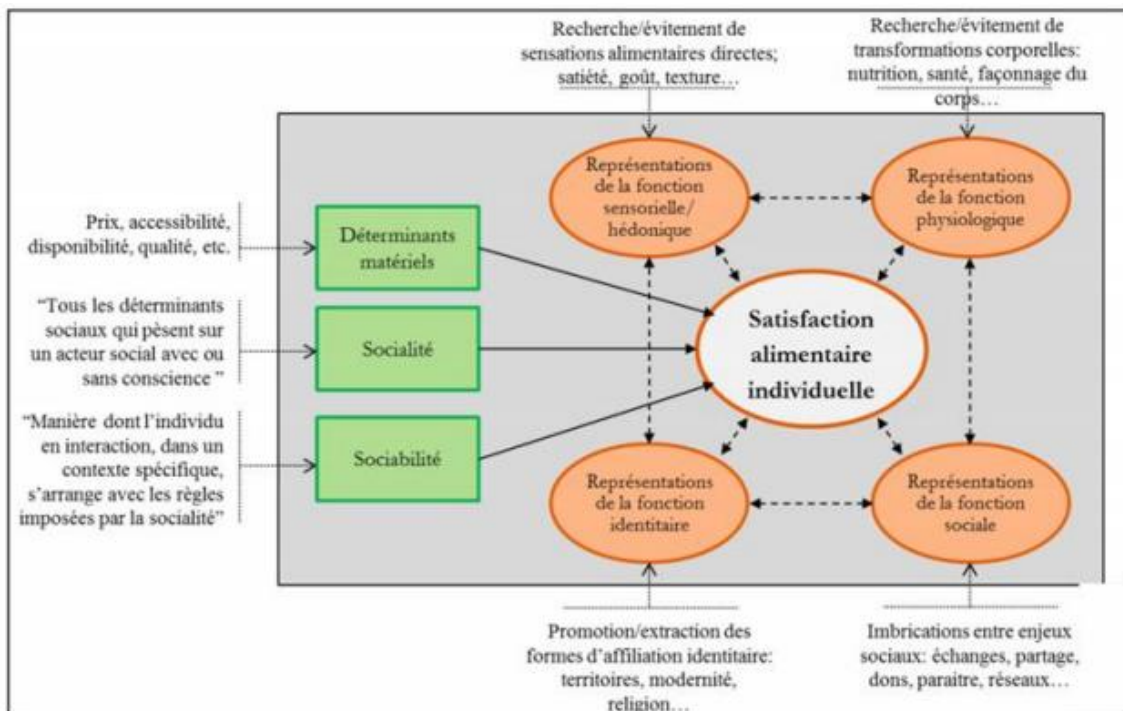 Recherche/évitement de
sensations alimentaires directes;
satiété, goût, texture…
Recherche/évitement de
transformations corporelles:
nutrition, santé, façonnage du
corps…
Prix, accessibilité,
disponibilité, qualité, etc.
“Tous les déterminants
sociaux qui pèsent sur
un acteur social avec ou
sans conscience ”
“Manière dont l’individu
en interaction, dans un
contexte spécifique,
s’arrange avec les règles
imposées par la socialité”
Déterminants
matériels
Socialité
Sociabilité
Représentations
de la fonction
sensorielle/
hédonique
Représentations
de la fonction
physiologique
Satisfaction
alimentaire
individuelle
Représentations
de la fonction
identitaire
Représentations
de la fonction
sociale
Promotion/extraction des
formes d’affiliation identitaire:
territoires, modernité,
religion…
Imbrications entre enjeux
sociaux: échanges, partage,
dons, paraitre, réseaux…